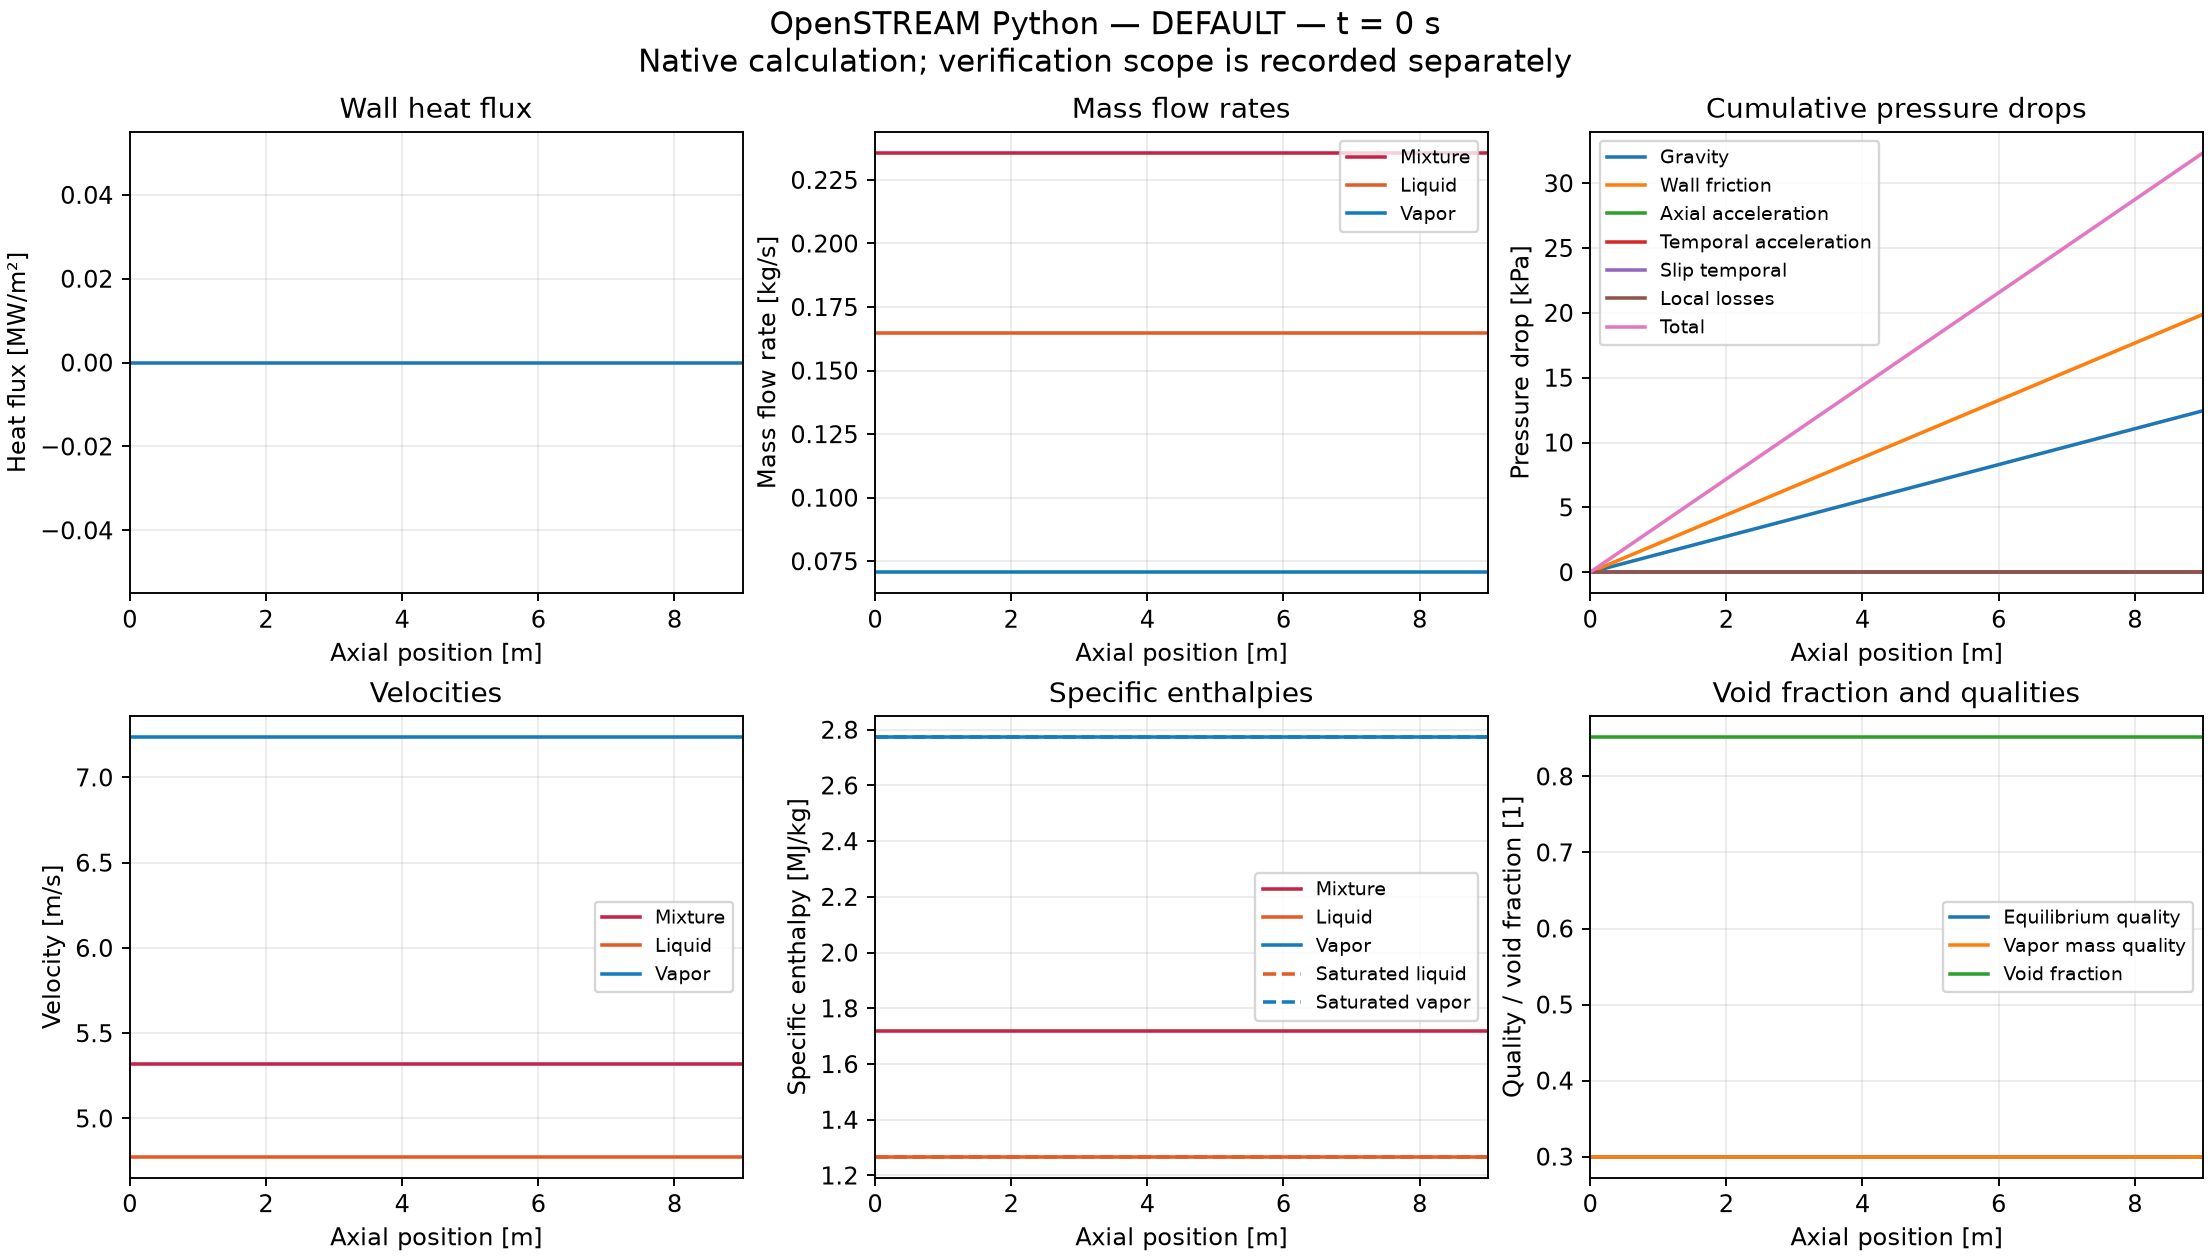 OpenSTREAM Python — DEFAULT — t = 0 s
Native calculation; verification scope is recorded separately
Wall heat flux
0.04
0.02
0.00
−0.02
−0.04
Heat flux [MW/m²]
0
2
4
6
8
Axial position [m]
Mass flow rates
0.225
0.200
0.175
0.150
0.125
0.100
0.075
Mass flow rate [kg/s]
Mixture
Liquid
Vapor
0
2
4
6
8
Axial position [m]
Cumulative pressure drops
30
25
20
15
10
5
0
Pressure drop [kPa]
Gravity
Wall friction
Axial acceleration
Temporal acceleration
Slip temporal
Local losses
Total
0
2
4
6
8
Axial position [m]
Velocities
7.0
6.5
6.0
5.5
5.0
Velocity [m/s]
Mixture
Liquid
Vapor
0
2
4
6
8
Axial position [m]
Specific enthalpies
2.8
2.6
2.4
2.2
2.0
1.8
1.6
1.4
1.2
Specific enthalpy [MJ/kg]
Mixture
Liquid
Vapor
Saturated liquid
Saturated vapor
0
2
4
6
8
Axial position [m]
Void fraction and qualities
0.8
0.7
0.6
0.5
0.4
0.3
Quality / void fraction [1]
Equilibrium quality
Vapor mass quality
Void fraction
0
2
4
6
8
Axial position [m]